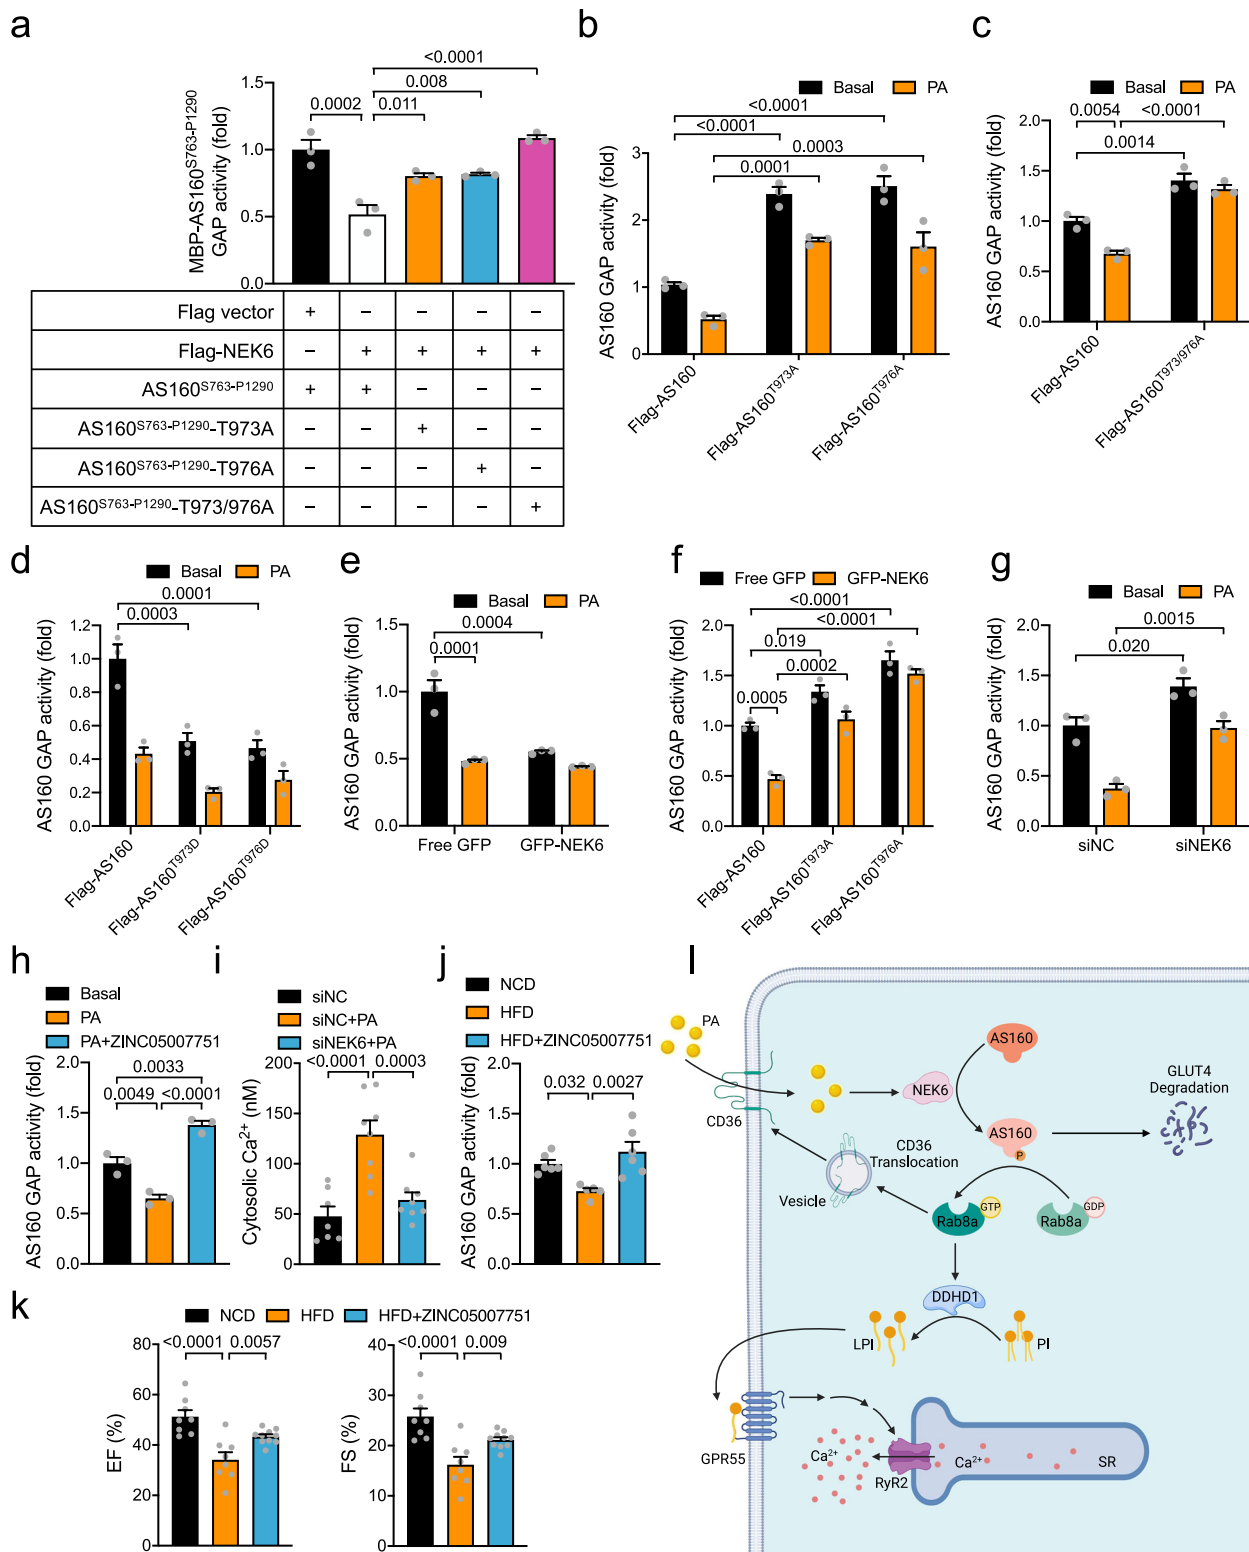 a
MBP-AS160S763-P1290
GAP activity (fold)
1.5
1.0
0.5
0.0
<0.0001
0.008
0.0002
0.011
Flag vector + – – – –
Flag-NEK6 – + + + +
AS160S763-P1290 + + – – –
AS160S763-P1290-T973A – – + – –
AS160S763-P1290-T976A – – – + –
AS160S763-P1290-T973/976A – – – – +
b
Basal PA
<0.0001
<0.0001
0.0003
0.0001
AS160 GAP activity (fold)
3
2
1
0
Flag-AS160
Flag-AS160T973A
Flag-AS160T976A
c
Basal PA
0.0054 <0.0001
0.0014
AS160 GAP activity (fold)
2.0
1.5
1.0
0.5
0.0
Flag-AS160
Flag-AS160T973/976A
d
Basal PA
0.0001
0.0003
AS160 GAP activity (fold)
1.2
1.0
0.8
0.6
0.4
0.2
0.0
Flag-AS160
Flag-AS160T973D
Flag-AS160T976D
e
Basal PA
0.0004
0.0001
AS160 GAP activity (fold)
1.5
1.0
0.5
0.0
Free GFP
GFP-NEK6
f
Free GFP GFP-NEK6
<0.0001
<0.0001
0.019
0.0002
0.0005
AS160 GAP activity (fold)
2.0
1.5
1.0
0.5
0.0
Flag-AS160
Flag-AS160T973A
Flag-AS160T976A
g
Basal PA
0.0015
0.020
AS160 GAP activity (fold)
2.0
1.5
1.0
0.5
0.0
siNC
siNEK6
h
Basal
PA
PA+ZINC05007751
0.0033
0.0049 <0.0001
AS160 GAP activity (fold)
1.5
1.0
0.5
0.0
i
siNC
siNC+PA
siNEK6+PA
<0.0001 0.0003
Cytosolic Ca2+ (nM)
200
150
100
50
0
j
NCD
HFD
HFD+ZINC05007751
0.032 0.0027
AS160 GAP activity (fold)
2.0
1.5
1.0
0.5
0.0
k
NCD HFD HFD+ZINC05007751
<0.0001 0.0057
EF (%)
80
60
40
20
0
<0.0001 0.009
FS (%)
40
30
20
10
0
l
PA
CD36
NEK6
AS160
AS160
P
GLUT4
Degradation
CD36
Translocation
Vesicle
Rab8a
GTP
Rab8a
GDP
DDHD1
LPI
PI
GPR55
Ca2+
RyR2
Ca2+
SR